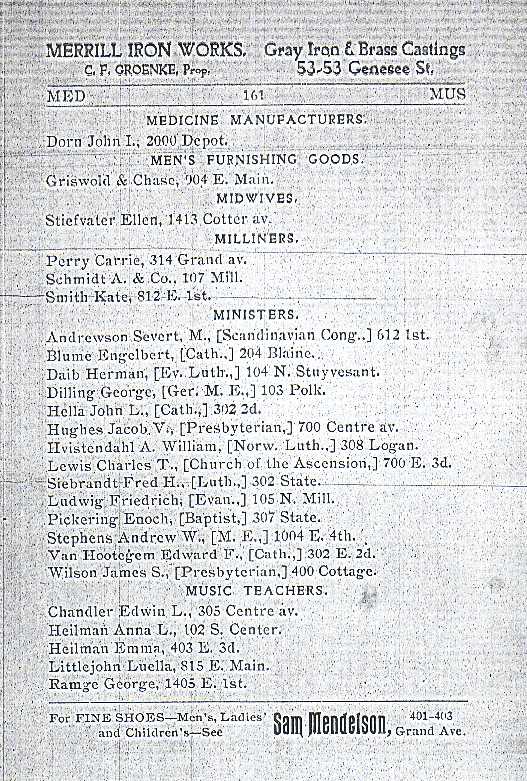 MERRILL IRON WORKS. Gray Iron & Brass Castings
C. F. GROENKE, Prop. 53-53 Genesee St.
MED 161 MUS
MEDICINE MANUFACTURERS.
Dorn John I., 2000 Depot.
MEN'S FURNISHING GOODS.
Griswold & Chase, 904 E. Main.
MIDWIVES.
Stiefvater Ellen, 1413 Cotter av.
MILLINERS.
Perry Carrie, 314 Grand av.
Schmidt A. & Co., 107 Mill.
Smith Kate, 812 E. 1st.
MINISTERS.
Andrewson Severt, M., [Scandinavian Cong.,] 612 1st.
Blume Engelbert, [Cath.,] 204 Blaine.
Daib Herman, [Ev. Luth.,] 104 N. Stuyvesant.
Dilling George, [Ger. M. E.,] 103 Polk.
Hella John L., [Cath.,] 302 2d.
Hughes Jacob V., [Presbyterian,] 700 Centre av.
Hvistendahl A. William, [Norw. Luth.,] 308 Logan.
Lewis Charles T., [Church of the Ascension,] 700 E. 3d.
Siebrandt Fred H., [Luth.,] 302 State.
Ludwig Friedrich, [Evan.,] 105 N. Mill.
Pickering Enoch, [Baptist,] 307 State.
Stephens Andrew W., [M. E.,] 1004 E. 4th.
Van Hootegem Edward F., [Cath.,] 302 E. 2d.
Wilson James S., [Presbyterian,] 400 Cottage.
MUSIC TEACHERS.
Chandler Edwin L., 305 Centre av.
Heilman Anna L., 102 S. Center.
Heilman Emma, 403 E. 3d.
Littlejohn Luella, 815 E. Main.
Ramge George, 1405 E. 1st.
For FINE SHOES—Men's, Ladies' and Children's—See Sam Mendelson, 401-403 Grand Ave.